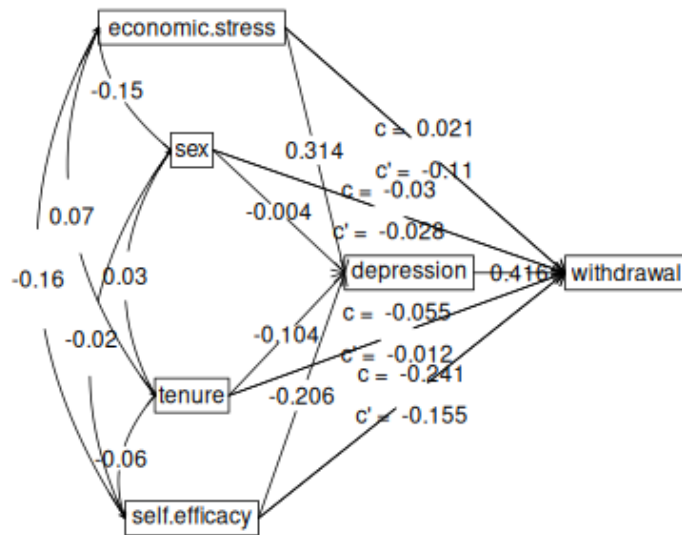 economic.stress
-0.15
c = 0.021
sex
0.314
c' = -0.11
c = -0.03
0.07
-0.004
c' = -0.028
-0.16
0.03
depression
0.416
withdrawal
-0.02
-0.104
c = -0.055
c' = -0.012
tenure
-0.206
c = -0.241
c' = -0.155
-0.06
self.efficacy